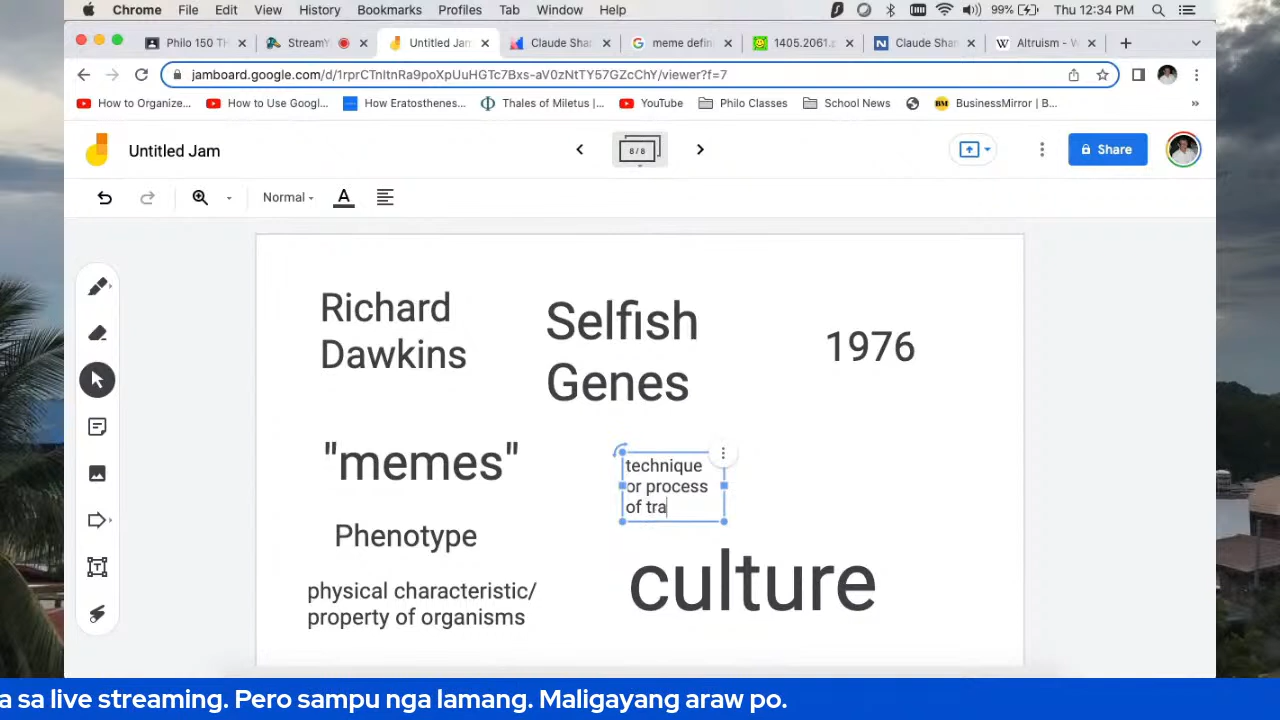 Chrome File Edit View History Bookmarks Profiles Tab Window Help 99% Thu 12:34 PM
Philo 150 TH StreamY Untitled Jam Claude Shan meme defin 1405.2061.p Claude Shan W Altruism - W
jamboard.google.com/d/1rprCTnItnRa9poXpUuHGTc7Bxs-aV0zNtTY57GZcChY/viewer?f=7
How to Organize... How to Use Googl... How Eratosthenes... Thales of Miletus |... YouTube Philo Classes School News BM BusinessMirror | B... »
Untitled Jam 8/8 Share
Normal A
Richard
Dawkins
Selfish
Genes
1976
"memes"
technique
or process
of tra
Phenotype
culture
physical characteristic/
property of organisms
a sa live streaming. Pero sampu nga lamang. Maligayang araw po.